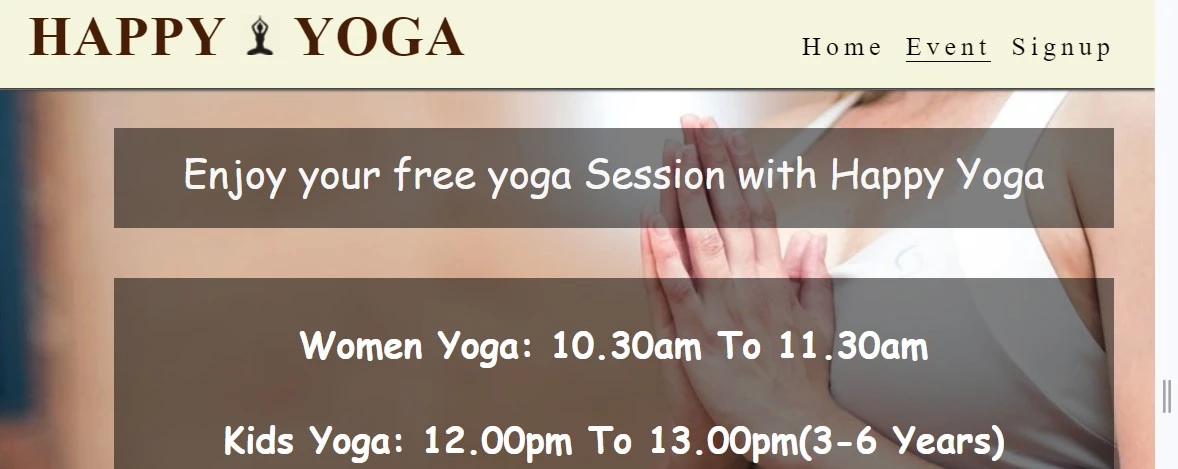 HAPPY YOGA
Home Event Signup
Enjoy your free yoga Session with Happy Yoga
Women Yoga: 10.30am To 11.30am
Kids Yoga: 12.00pm To 13.00pm(3-6 Years)